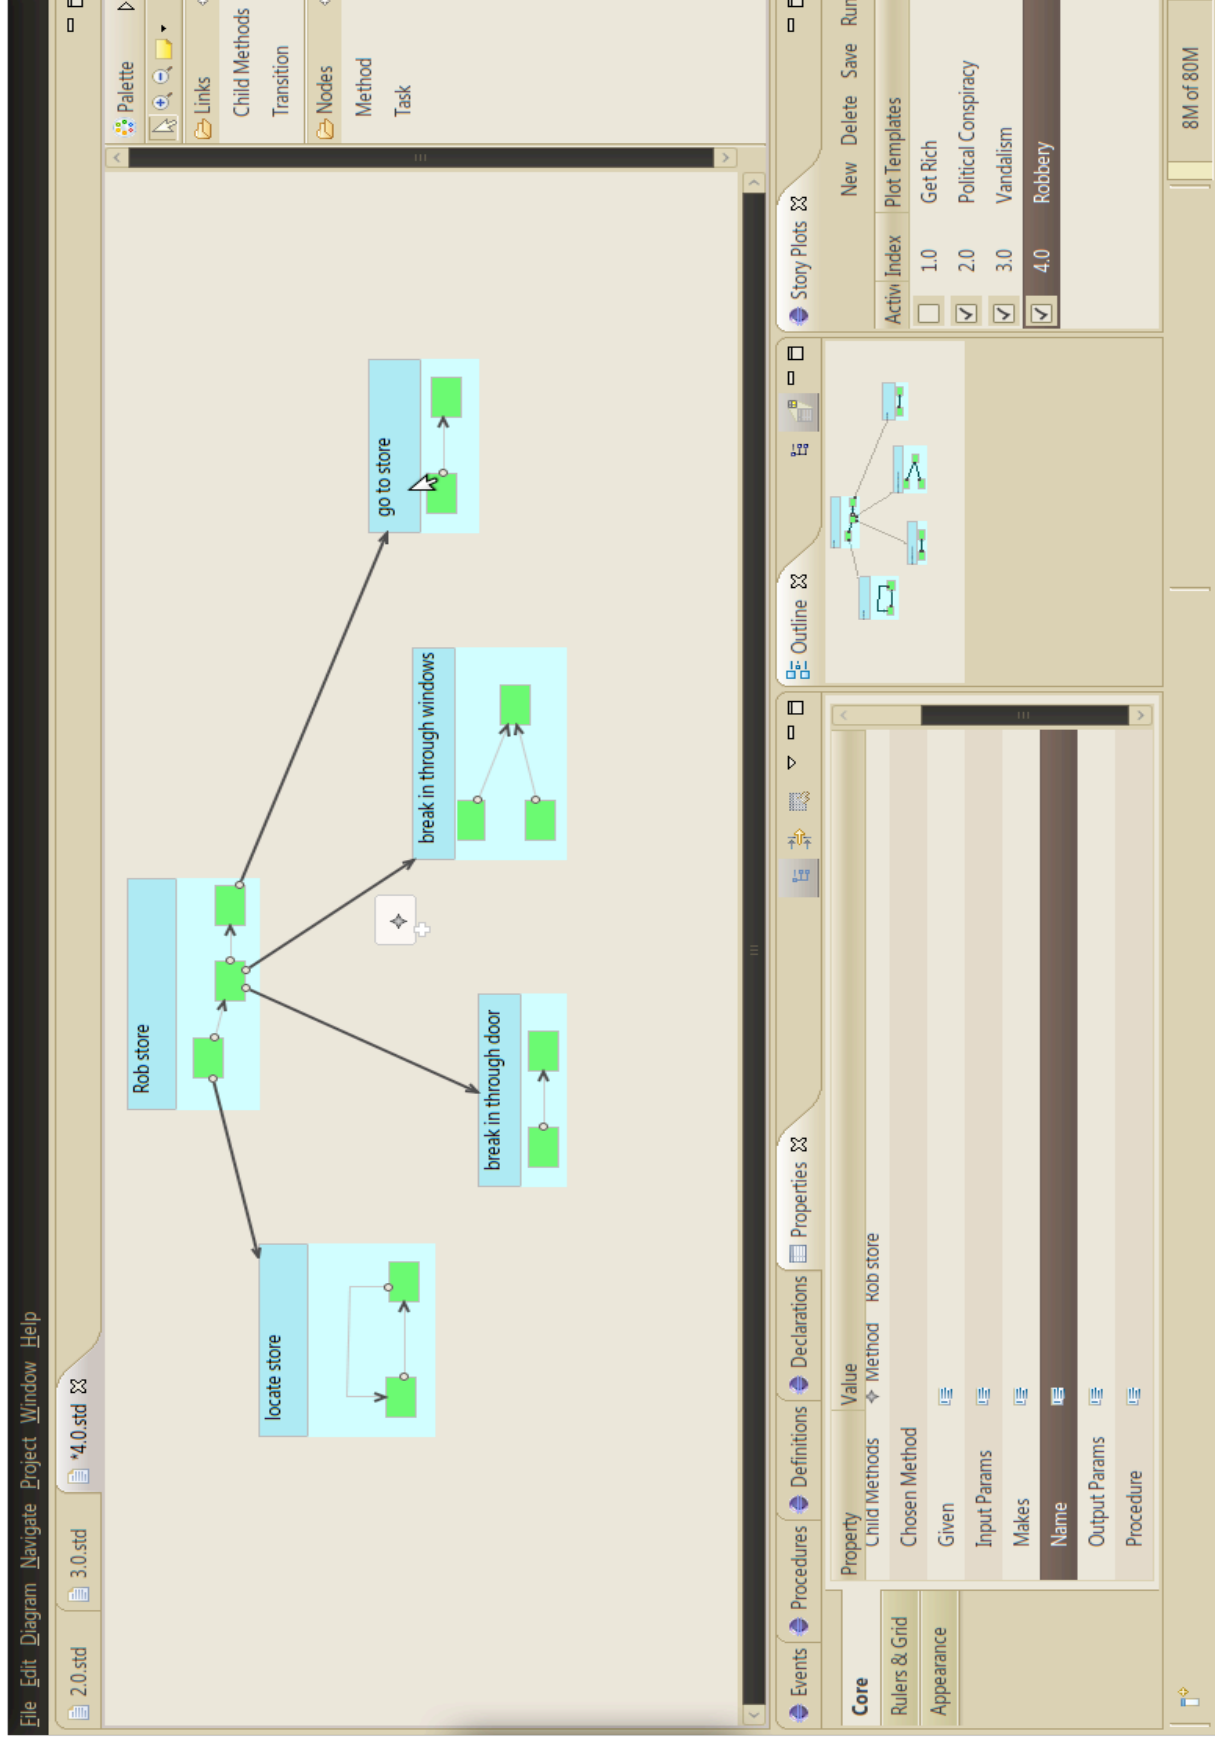 File Edit Diagram Navigate Project Window Help
2.0.std 3.0.std *4.0.std
Rob store
locate store
break in through door
break in through windows
go to store
Palette
Links
Child Methods
Transition
Nodes
Method
Task
Events Procedures Definitions Declarations Properties
Core
Rulers & Grid
Appearance
Property Value
Child Methods Method Rob store
Chosen Method
Given
Input Params
Makes
Name
Output Params
Procedure
Outline
Story Plots
New Delete Save Run
Activ Index Plot Templates
1.0 Get Rich
2.0 Political Conspiracy
3.0 Vandalism
4.0 Robbery
8M of 80M